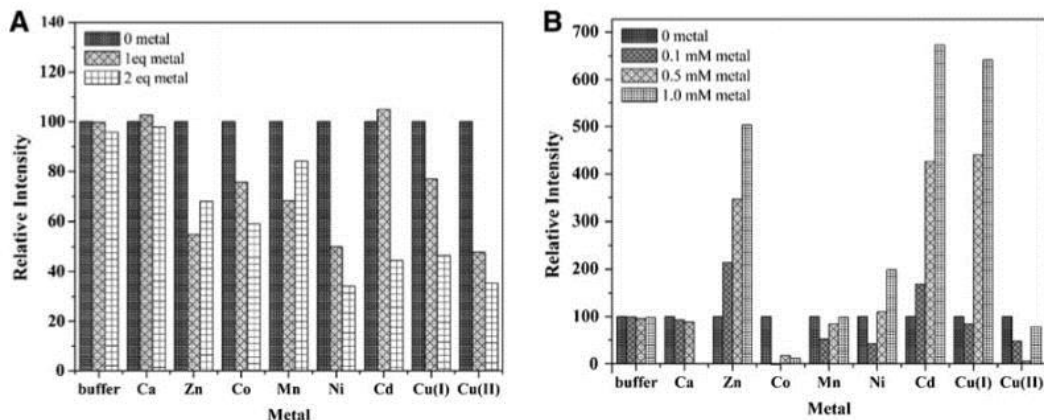 A
140
120
100
80
60
40
20
0
Relative Intensity
0 metal
1eq metal
2 eq metal
buffer Ca Zn Co Mn Ni Cd Cu(I) Cu(II)
Metal
B
700
600
500
400
300
200
100
0
Relative Intensity
0 metal
0.1 mM metal
0.5 mM metal
1.0 mM metal
buffer Ca Zn Co Mn Ni Cd Cu(I) Cu(II)
Metal